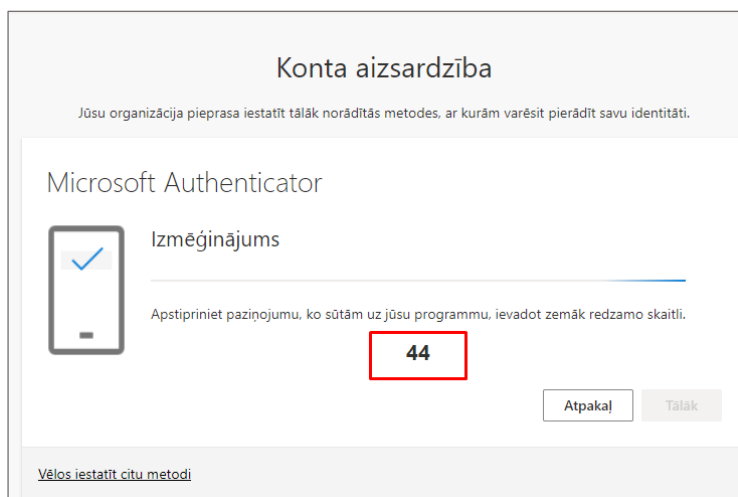 Konta aizsardzība
Jūsu organizācija pieprasa iestatīt tālāk norādītās metodes, ar kurām varēsit pierādīt savu identitāti.
Microsoft Authenticator
Izmēģinājums
Apstipriniet paziņojumu, ko sūtām uz jūsu programmu, ievadot zemāk redzamo skaitli.
44
Atpakaļ
Tālāk
Vēlos iestatīt citu metodi